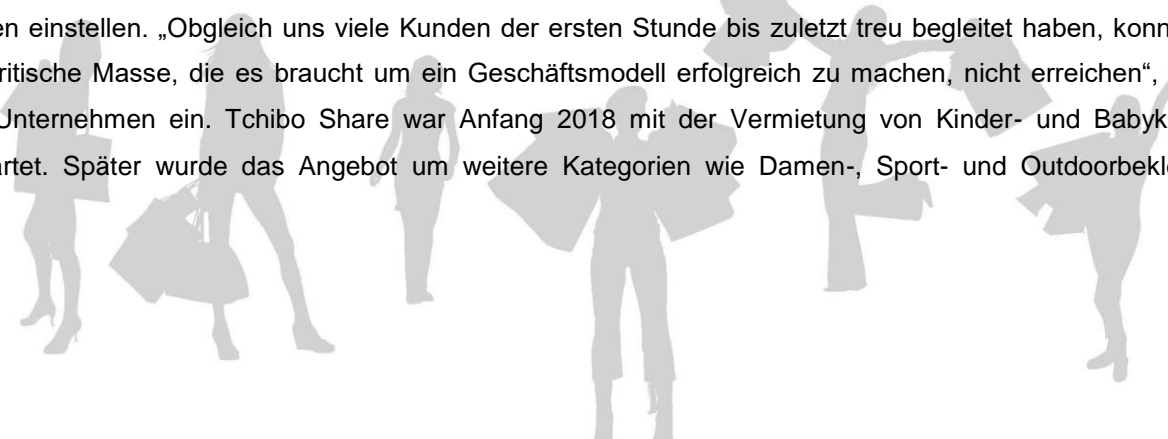 en einstellen. „Obgleich uns viele Kunden der ersten Stunde bis zuletzt treu begleitet haben, konn
ritische Masse, die es braucht um ein Geschäftsmodell erfolgreich zu machen, nicht erreichen“,
Unternehmen ein. Tchibo Share war Anfang 2018 mit der Vermietung von Kinder- und Babyk
artet. Später wurde das Angebot um weitere Kategorien wie Damen-, Sport- und Outdoorbekl